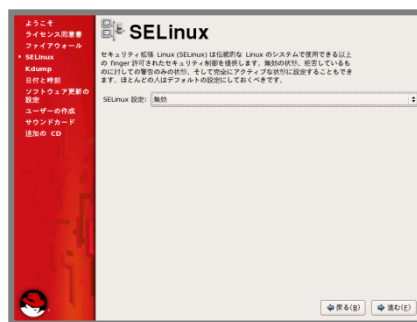 ようこそ
ライセンス同意書
ファイアウォール
SELinux
Kdump
日付と時刻
ソフトウェア更新の
設定
ユーザーの作成
サウンドカード
追加の CD
SELinux
セキュリティ拡張 Linux (SELinux) は伝統的な Linux のシステムで使用できる以上
の finger 許可されたセキュリティ制御を提供します。無効の状態、拒否しているも
のに対しての警告のみの状態、そして完全にアクティブな状態に設定することもでき
ます。ほとんどの人はデフォルトの設定にしておくべきです。
SELinux 設定: 無効
戻る(B) 進む(F)